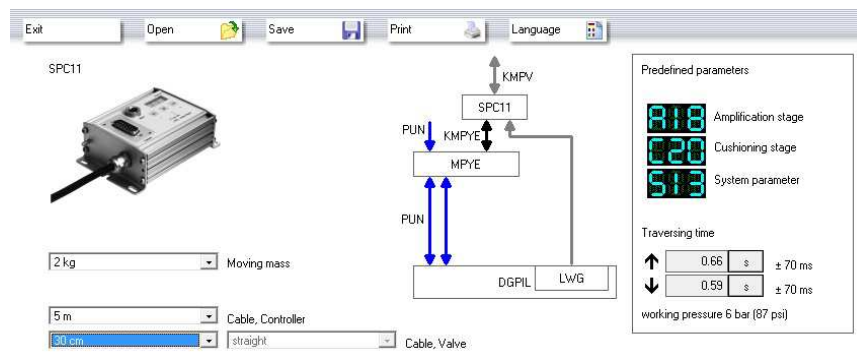 Exit Open Save Print Language
SPC11
KMPV
SPC11
PUN KMPYE
MPYE
PUN
DGPIL LWG
2 kg Moving mass
5 m Cable, Controller
30 cm straight Cable, Valve
Predefined parameters
A18 Amplification stage
C20 Cushioning stage
S13 System parameter
Traversing time
0.66 s ± 70 ms
0.59 s ± 70 ms
working pressure 6 bar (87 psi)